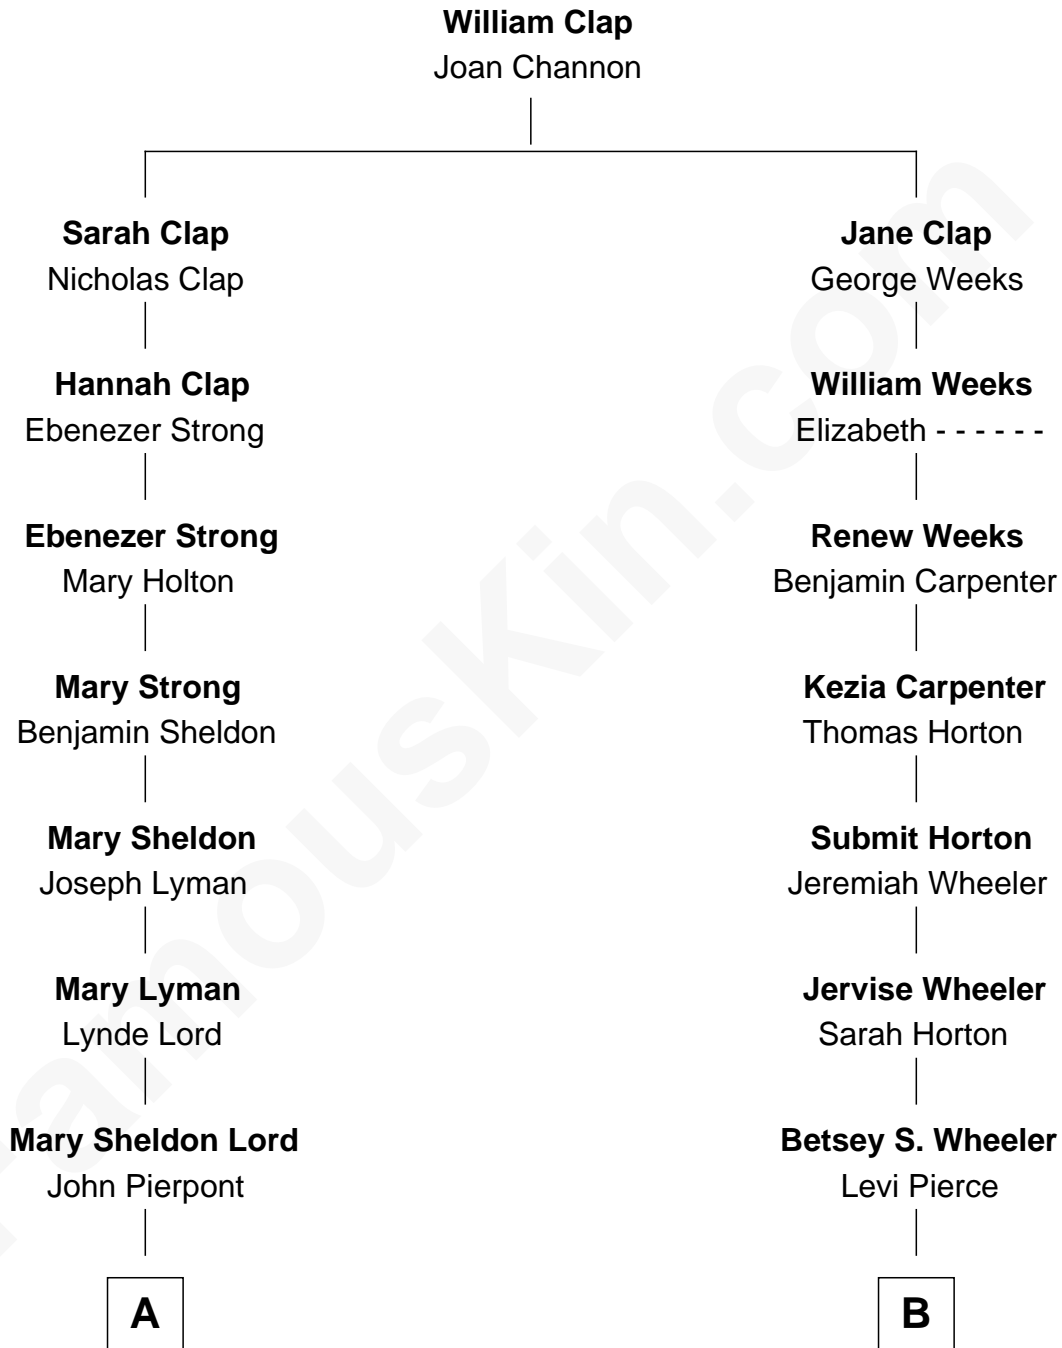 William Clap
Joan Channon
Sarah Clap
Nicholas Clap
Jane Clap
George Weeks
Hannah Clap
Ebenezer Strong
William Weeks
Elizabeth - - - - - -
Ebenezer Strong
Mary Holton
Renew Weeks
Benjamin Carpenter
Mary Strong
Benjamin Sheldon
Kezia Carpenter
Thomas Horton
Mary Sheldon
Joseph Lyman
Submit Horton
Jeremiah Wheeler
Mary Lyman
Lynde Lord
Jervise Wheeler
Sarah Horton
Mary Sheldon Lord
John Pierpont
Betsey S. Wheeler
Levi Pierce
A
B
FamousKin.com